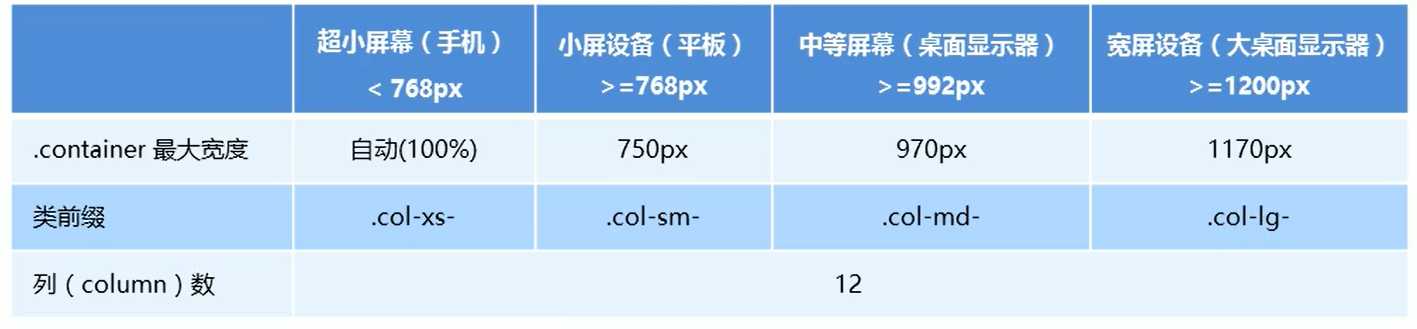 超小屏幕（手机） 小屏设备（平板） 中等屏幕（桌面显示器） 宽屏设备（大桌面显示器）
< 768px >=768px >=992px >=1200px
.container 最大宽度 自动(100%) 750px 970px 1170px
类前缀 .col-xs- .col-sm- .col-md- .col-lg-
列（column）数 12